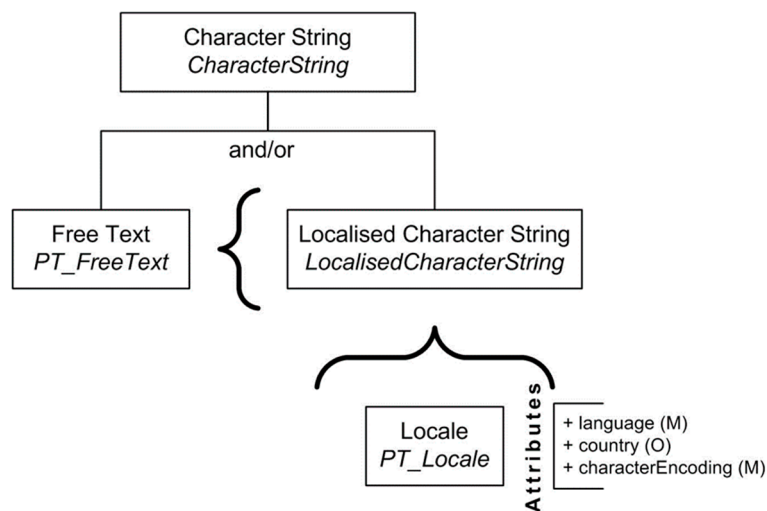 Character String
CharacterString
and/or
Free Text
PT_FreeText
Localised Character String
LocalisedCharacterString
Locale
PT_Locale
Attributes
+ language (M)
+ country (O)
+ characterEncoding (M)